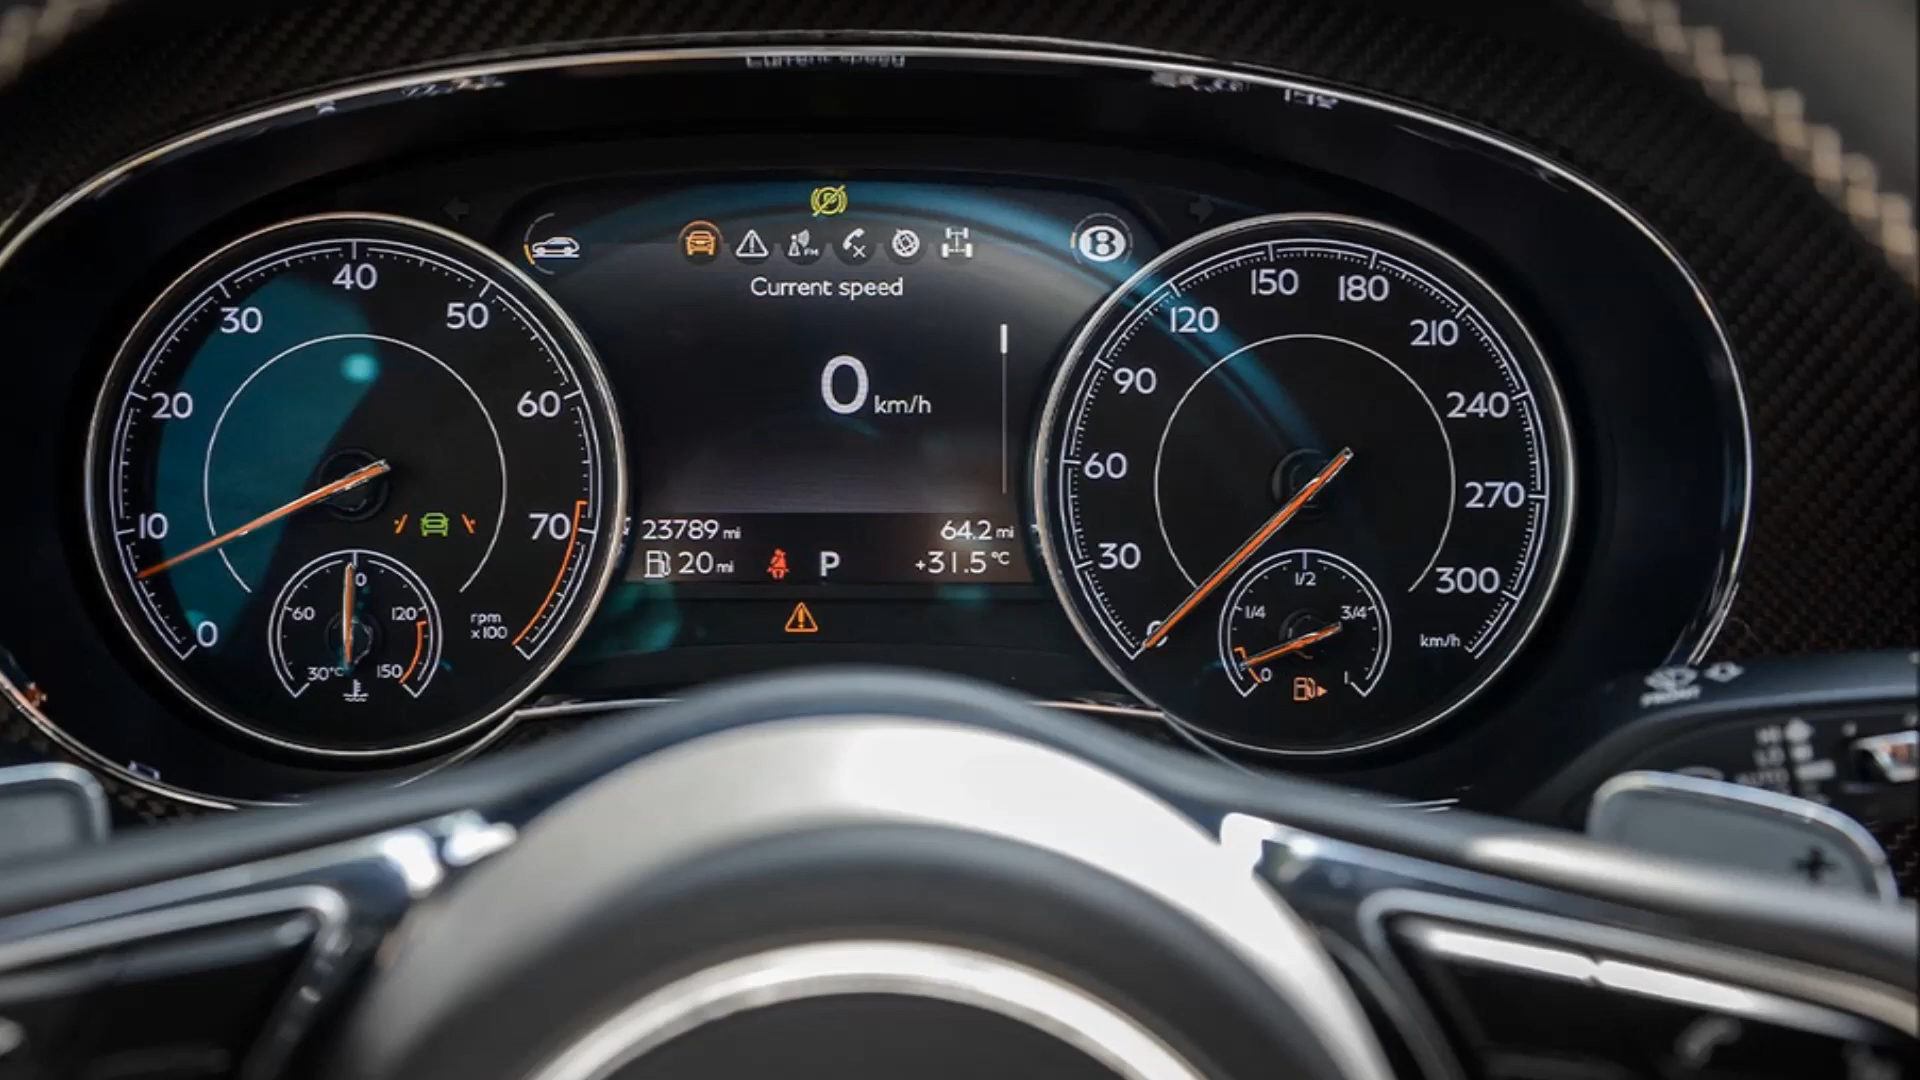 Current speed
0 km/h
23789 mi
64.2 mi
20 mi
P
+31.5 °C
0
10
20
30
40
50
60
70
rpm
x100
30°C
60
120
150
FM
B
30
60
90
120
150
180
210
240
270
300
km/h
0
1/4
1/2
3/4
1
FRONT